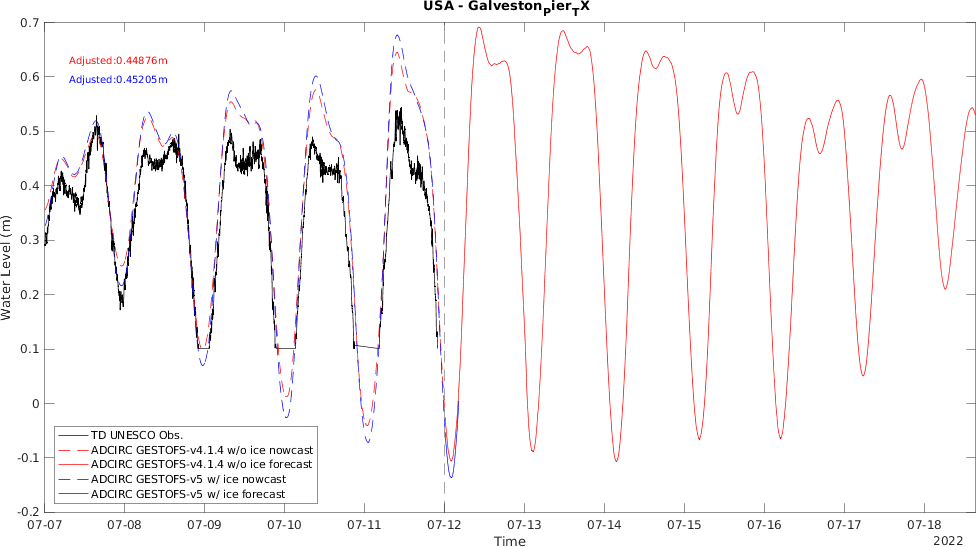 USA - Galveston_Pier_TX
0.7
Adjusted:0.44876m
0.6
Adjusted:0.45205m
0.5
0.4
0.3
Water Level (m)
0.2
0.1
0
TD UNESCO Obs.
ADCIRC GESTOFS-v4.1.4 w/o ice nowcast
ADCIRC GESTOFS-v4.1.4 w/o ice forecast
-0.1
ADCIRC GESTOFS-v5 w/ ice nowcast
ADCIRC GESTOFS-v5 w/ ice forecast
-0.2
07-07 07-08 07-09 07-10 07-11 07-12 07-13 07-14 07-15 07-16 07-17 07-18
Time
2022